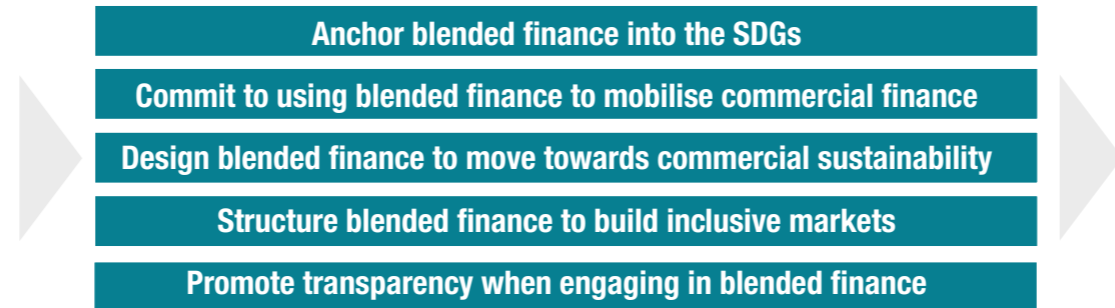 Anchor blended finance into the SDGs
Commit to using blended finance to mobilise commercial finance
Design blended finance to move towards commercial sustainability
Structure blended finance to build inclusive markets
Promote transparency when engaging in blended finance